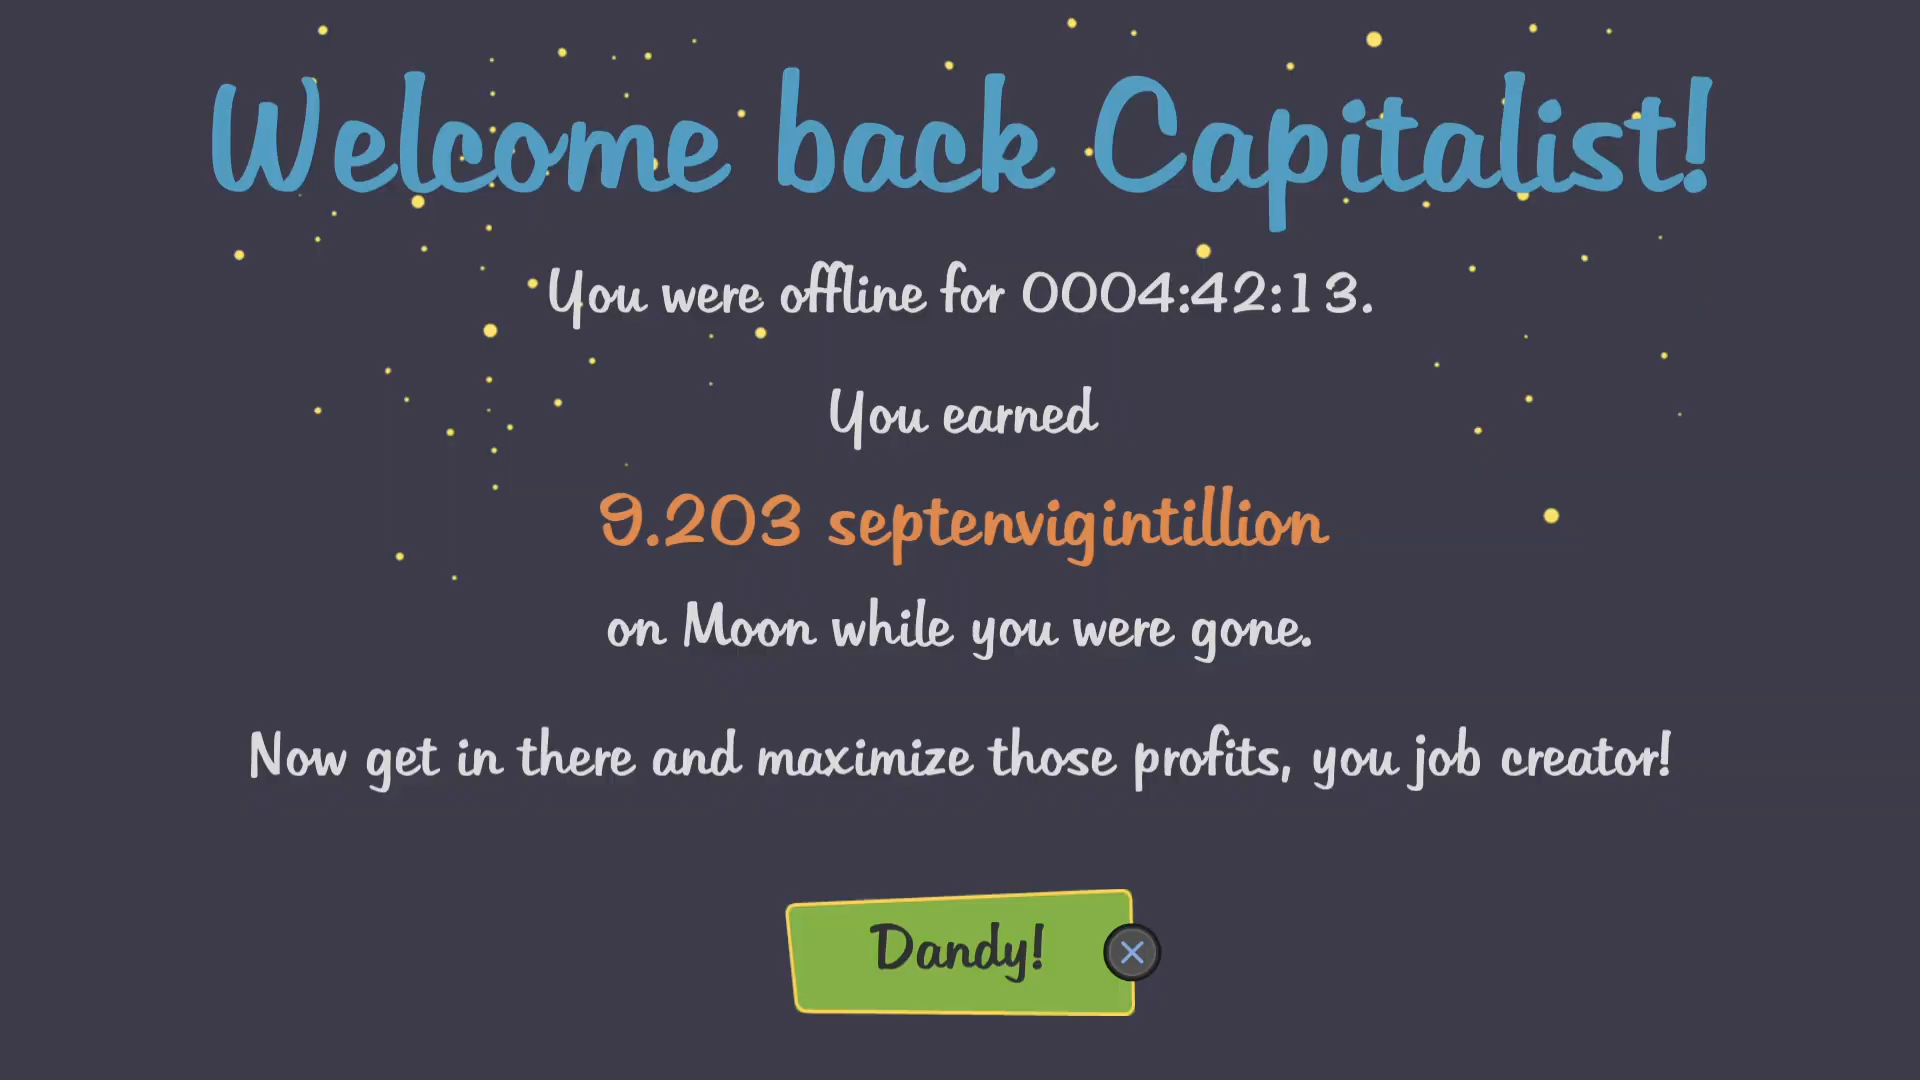 Welcome back Capitalist!
You were offline for 0004:42:13.
You earned
9.203 septenvigintillion
on Moon while you were gone.
Now get in there and maximize those profits, you job creator!
Dandy!